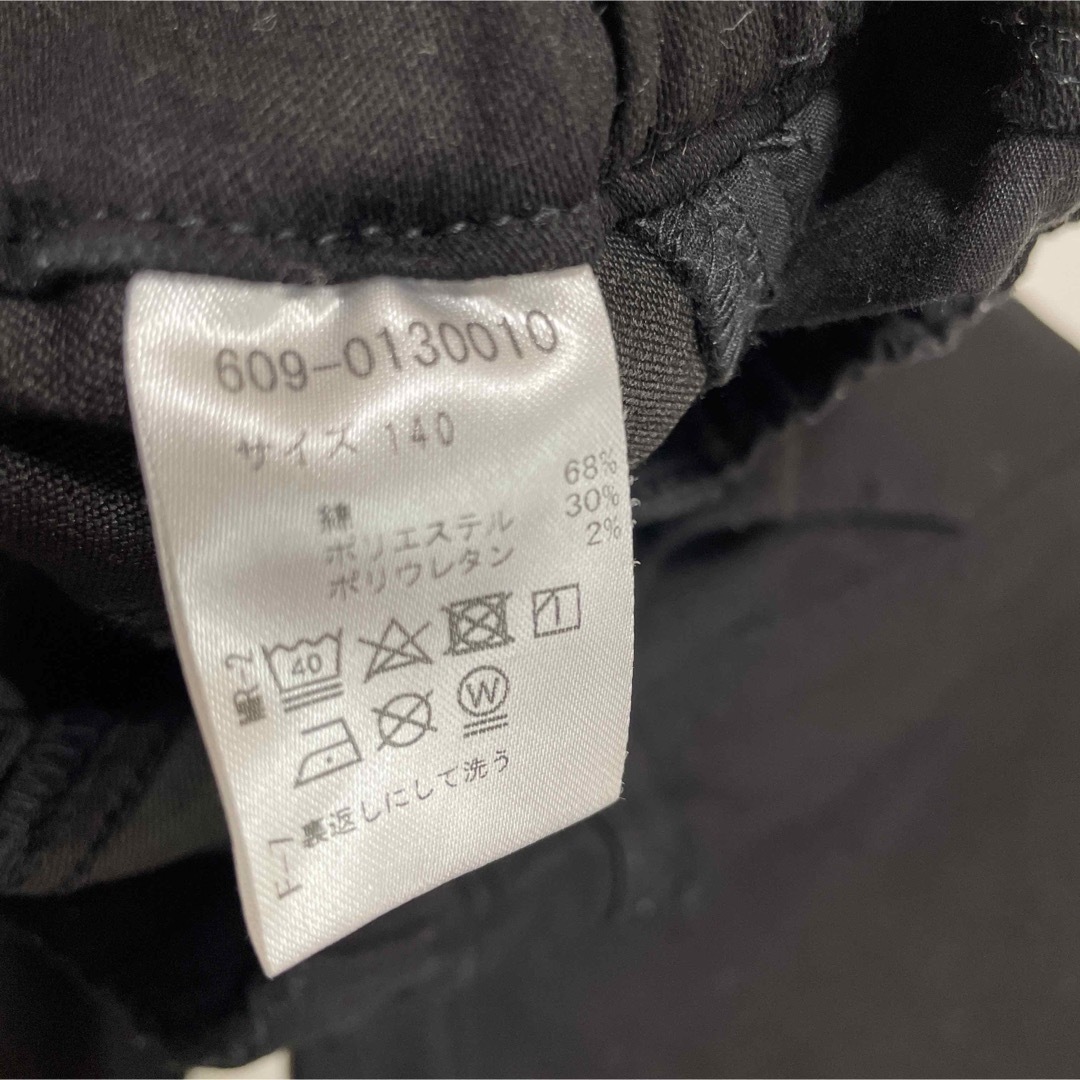 609-0130010
サイズ 140
綿 68%
ポリエステル 30%
ポリウレタン 2%
40
W
F-7 裏返しにして洗う